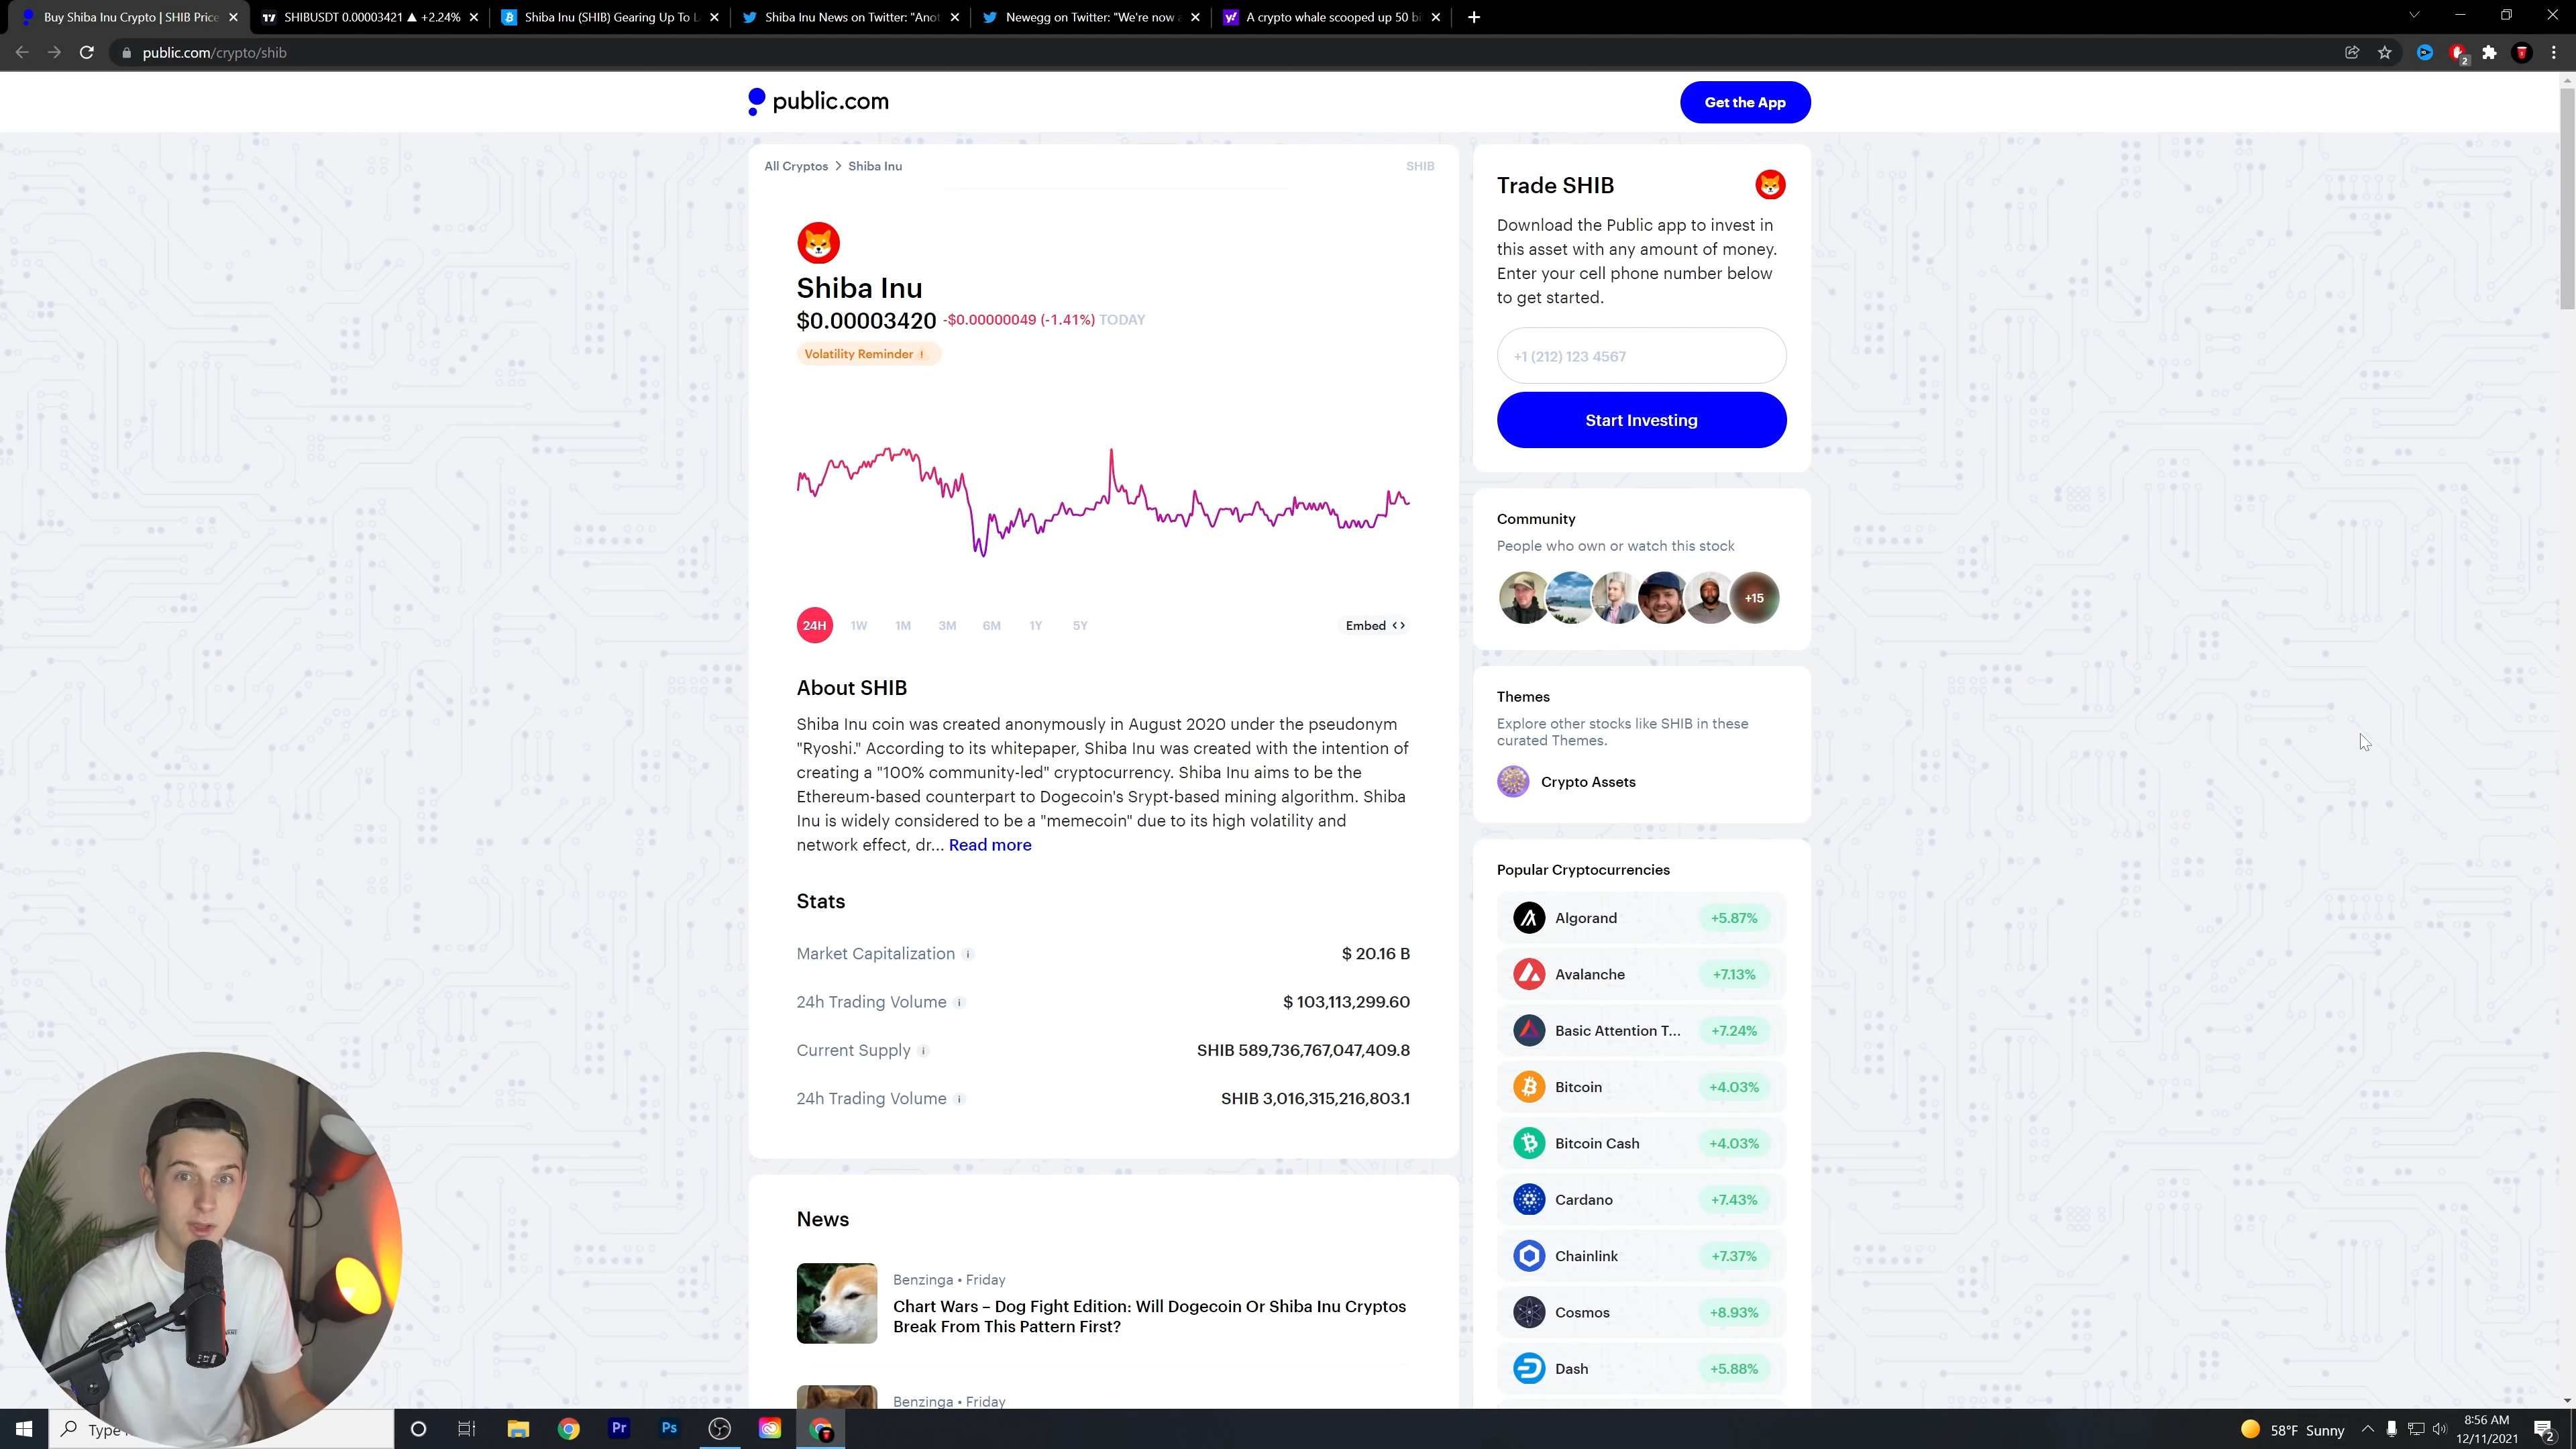 Buy Shiba Inu Crypto | SHIB Price
SHIBUSDT 0.00003421 ▲ +2.24%
Shiba Inu (SHIB) Gearing Up To L
Shiba Inu News on Twitter: "Anot
Newegg on Twitter: "We're now a
A crypto whale scooped up 50 bi
public.com/crypto/shib
public.com
Get the App
All Cryptos > Shiba Inu
SHIB
Shiba Inu
$0.00003420 -$0.00000049 (-1.41%) TODAY
Volatility Reminder !
24H 1W 1M 3M 6M 1Y 5Y
Embed <>
About SHIB
Shiba Inu coin was created anonymously in August 2020 under the pseudonym
"Ryoshi." According to its whitepaper, Shiba Inu was created with the intention of
creating a "100% community-led" cryptocurrency. Shiba Inu aims to be the
Ethereum-based counterpart to Dogecoin's Srypt-based mining algorithm. Shiba
Inu is widely considered to be a "memecoin" due to its high volatility and
network effect, dr... Read more
Stats
Market Capitalization i $ 20.16 B
24h Trading Volume i $ 103,113,299.60
Current Supply i SHIB 589,736,767,047,409.8
24h Trading Volume i SHIB 3,016,315,216,803.1
News
Benzinga • Friday
Chart Wars – Dog Fight Edition: Will Dogecoin Or Shiba Inu Cryptos
Break From This Pattern First?
Benzinga • Friday
Trade SHIB
Download the Public app to invest in
this asset with any amount of money.
Enter your cell phone number below
to get started.
+1 (212) 123 4567
Start Investing
Community
People who own or watch this stock
+15
Themes
Explore other stocks like SHIB in these
curated Themes.
Crypto Assets
Popular Cryptocurrencies
Algorand +5.87%
Avalanche +7.13%
Basic Attention T... +7.24%
Bitcoin +4.03%
Bitcoin Cash +4.03%
Cardano +7.43%
Chainlink +7.37%
Cosmos +8.93%
Dash +5.88%
Type
Pr
Ps
58°F Sunny
8:56 AM
12/11/2021
2